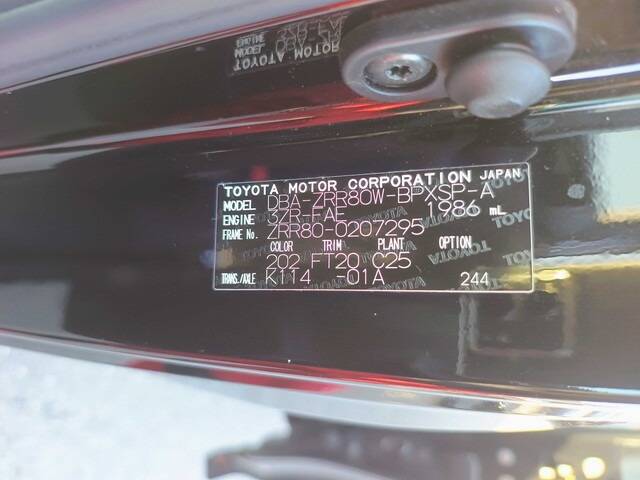 TOYOTA MOTOR CORPORATION JAPAN
MODEL DBA-ZRR80W-BPXSP-A
ENGINE 3ZR-FAE 1986 mL
FRAME No. ZRR80-0207295
COLOR TRIM PLANT OPTION
202 FT20 C25
TRANS./AXLE K114 -01A 244